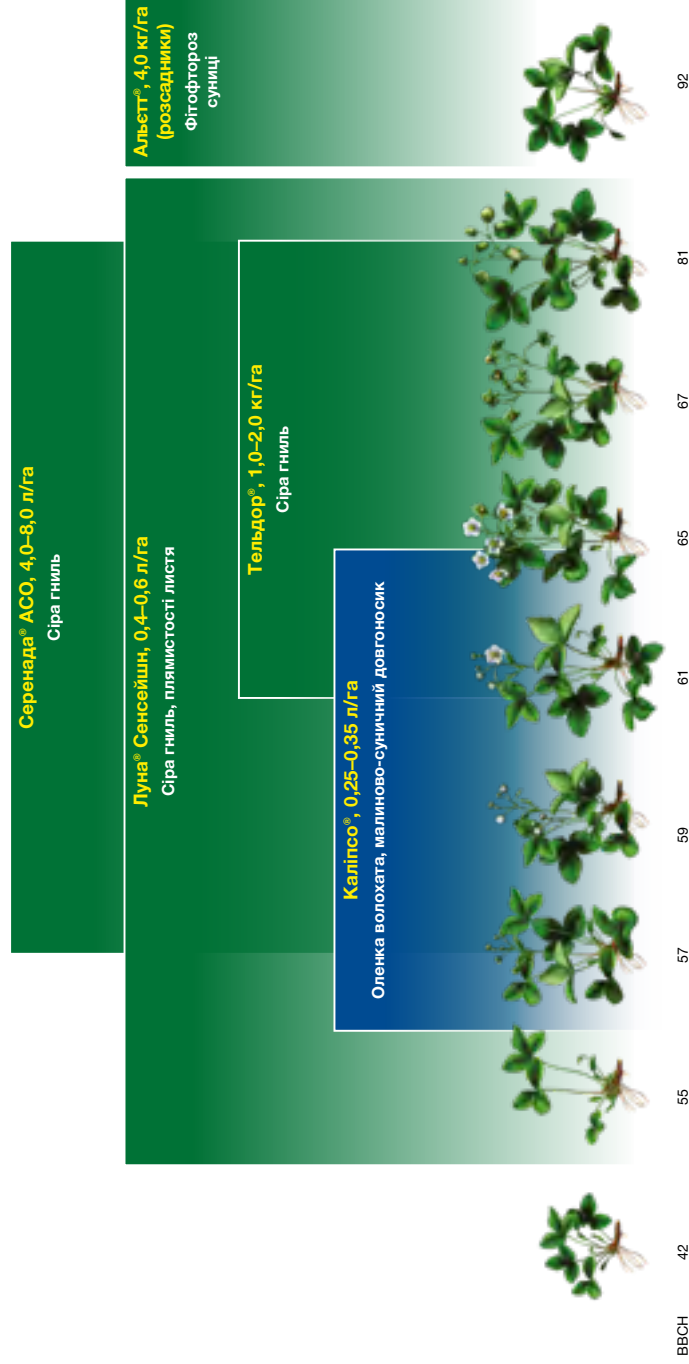 Серенада® АСО, 4,0–8,0 л/га
Сіра гниль
Луна® Сенсейшн, 0,4–0,6 л/га
Сіра гниль, плямистості листя
Альєтт®, 4,0 кг/га
(розсадники)
Фітофтороз
суниці
Тельдор®, 1,0–2,0 кг/га
Сіра гниль
Каліпсо®, 0,25–0,35 л/га
Оленка волохата, малиново-суничний довгоносик
BBCH 42 55 57 59 61 65 67 81 92